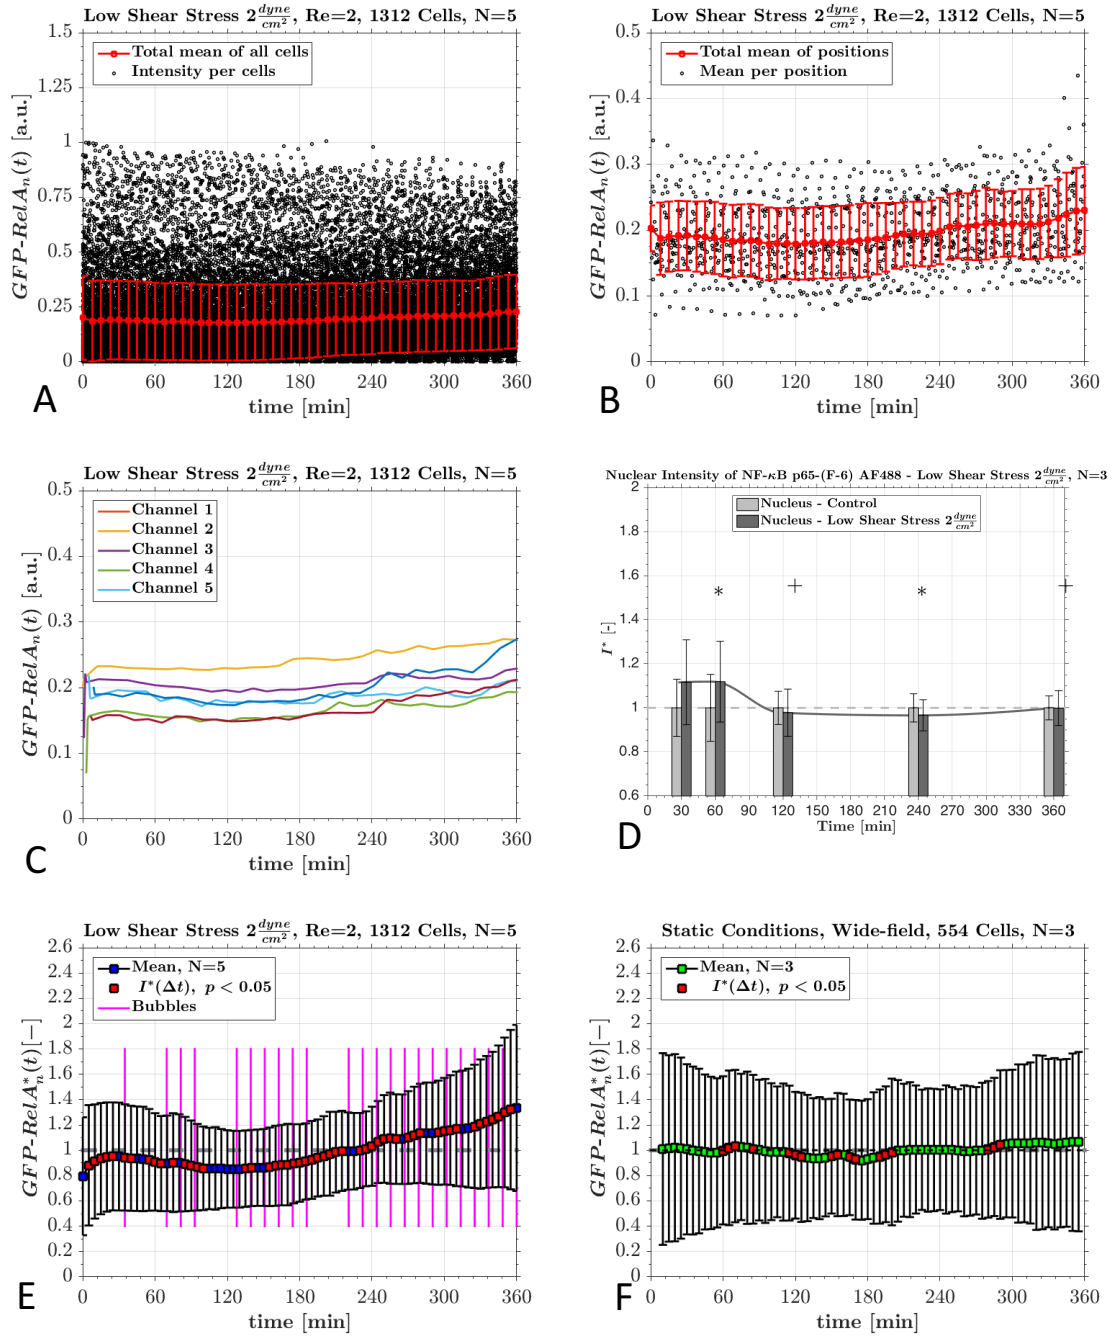 Low Shear Stress 2 dyne/cm², Re=2, 1312 Cells, N=5
1.5
1.25
1
0.75
0.5
0.25
0
GFP-RelAₙ(t) [a.u.]
Total mean of all cells
Intensity per cells
0 60 120 180 240 300 360
time [min]
A
Low Shear Stress 2 dyne/cm², Re=2, 1312 Cells, N=5
0.5
0.4
0.3
0.2
0.1
0
GFP-RelAₙ(t) [a.u.]
Total mean of positions
Mean per position
0 60 120 180 240 300 360
time [min]
B
Low Shear Stress 2 dyne/cm², Re=2, 1312 Cells, N=5
0.5
0.4
0.3
0.2
0.1
0
GFP-RelAₙ(t) [a.u.]
Channel 1
Channel 2
Channel 3
Channel 4
Channel 5
0 60 120 180 240 300 360
time [min]
C
Nuclear Intensity of NF-κB p65-(F-6) AF488 - Low Shear Stress 2 dyne/cm², N=3
2
1.8
1.6
1.4
1.2
1
0.8
0.6
I* [-]
Nucleus - Control
Nucleus - Low Shear Stress 2 dyne/cm²
* + * +
0 30 60 90 120 150 180 210 240 270 300 330 360
Time [min]
D
Low Shear Stress 2 dyne/cm², Re=2, 1312 Cells, N=5
2.6
2.4
2.2
2
1.8
1.6
1.4
1.2
1
0.8
0.6
0.4
0.2
0
GFP-RelA*ₙ(t)[−]
Mean, N=5
I*(Δt), p < 0.05
Bubbles
0 60 120 180 240 300 360
time [min]
E
Static Conditions, Wide-field, 554 Cells, N=3
2.6
2.4
2.2
2
1.8
1.6
1.4
1.2
1
0.8
0.6
0.4
0.2
0
GFP-RelA*ₙ(t)[−]
Mean, N=3
I*(Δt), p < 0.05
0 60 120 180 240 300 360
time [min]
F